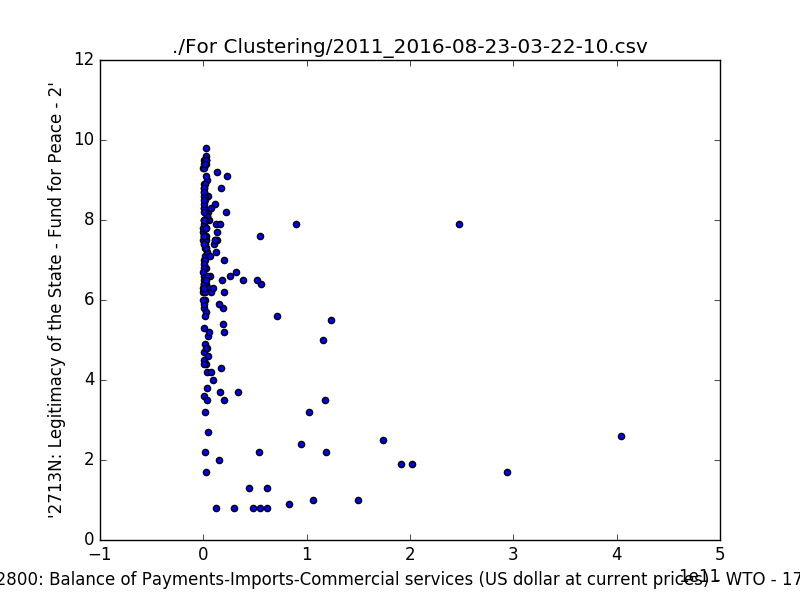 ./For Clustering/2011_2016-08-23-03-22-10.csv
'2713N: Legitimacy of the State - Fund for Peace - 2'
12
10
8
6
4
2
0
−1 0 1 2 3 4 5
1e11
2800: Balance of Payments-Imports-Commercial services (US dollar at current prices) - WTO - 17